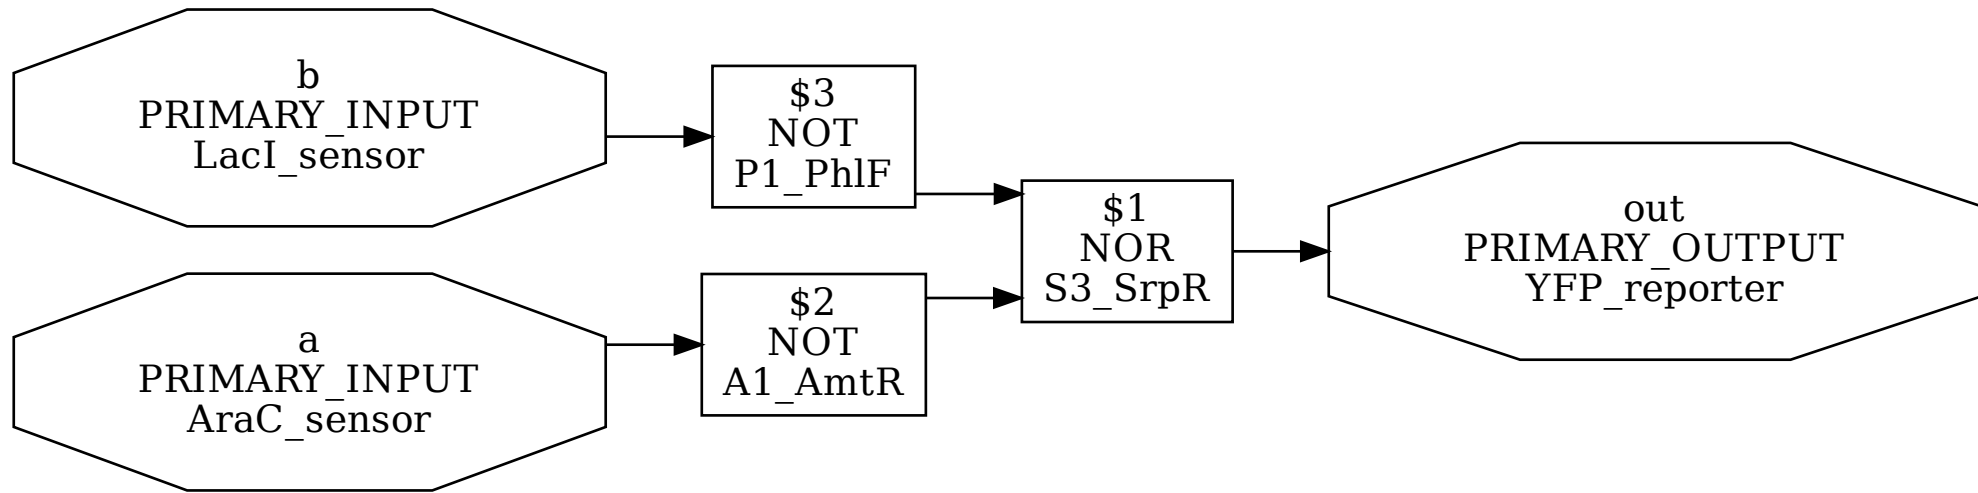 b
PRIMARY_INPUT
LacI_sensor
$3
NOT
P1_PhlF
a
PRIMARY_INPUT
AraC_sensor
$2
NOT
A1_AmtR
$1
NOR
S3_SrpR
out
PRIMARY_OUTPUT
YFP_reporter